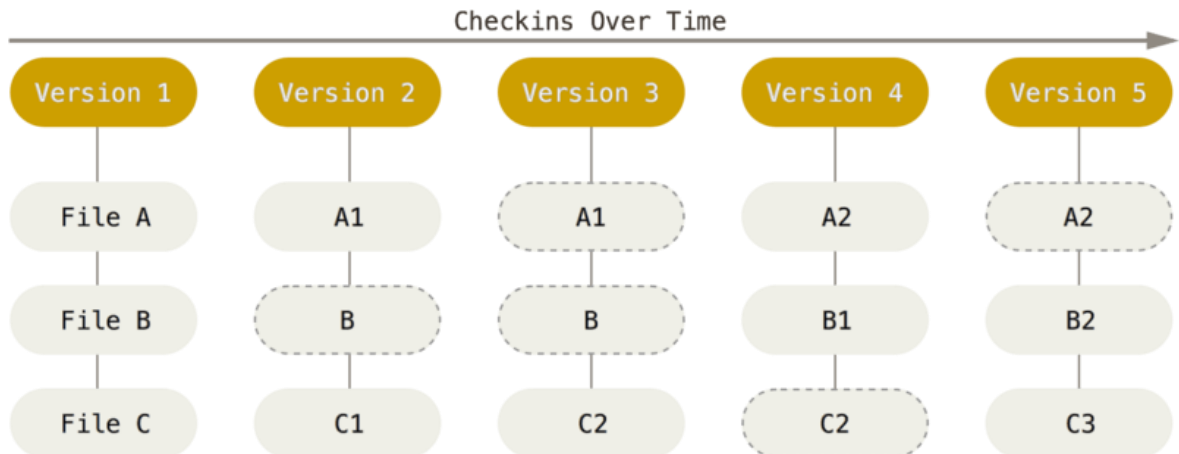 Checkins Over Time
Version 1 Version 2 Version 3 Version 4 Version 5
File A A1 A1 A2 A2
File B B B B1 B2
File C C1 C2 C2 C3